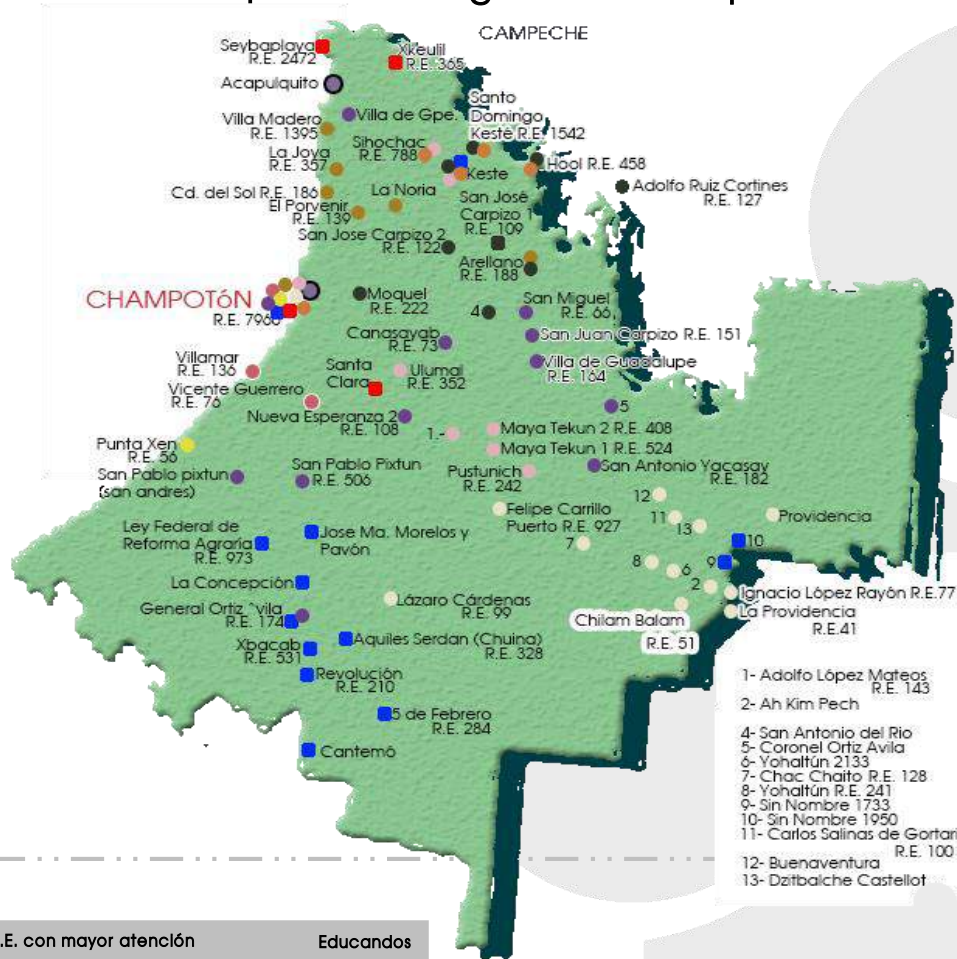 CAMPECHE
Seybaplaya
R.E. 2472
Xkeulil
R.E. 365
Acapulquito
Villa de Gpe.
Santo
Domingo
Kesté R.E. 1542
Villa Madero
R.E. 1395
Sihochac
R.E. 788
La Joya
R.E. 357
Hool R.E. 458
Keste
Adolfo Ruiz Cortines
R.E. 127
Cd. del Sol R.E. 186
La Noria
El Porvenir
R.E. 139
San José
Carpizo 1
R.E. 109
San Jose Carpizo 2
R.E. 122
Arellano
R.E. 188
CHAMPOTóN
R.E. 7960
Moquel
R.E. 222
4
San Miguel
R.E. 66
Canasayab
R.E. 73
San Juan Carpizo R.E. 151
Villamar
R.E. 136
Santa
Clara
Ulumal
R.E. 352
Villa de Guadalupe
R.E. 164
Vicente Guerrero
R.E. 76
Nueva Esperanza 2
R.E. 108
5
1.-
Maya Tekun 2 R.E. 408
Maya Tekun 1 R.E. 524
Punta Xen
R.E. 56
San Pablo pixtun
(san andres)
San Pablo Pixtun
R.E. 506
Pustunich
R.E. 242
San Antonio Yacasay
R.E. 182
12
Felipe Carrillo
Puerto R.E. 927
11
13
Providencia
Ley Federal de
Reforma Agraria
R.E. 973
Jose Ma. Morelos y
Pavón
7
10
8
9
6
2
La Concepción
Ignacio López Rayón R.E.77
Lázaro Cárdenas
R.E. 99
La Providencia
R.E.41
General Ortiz ^vila
R.E. 174
Chilam Balam
R.E. 51
Aquiles Serdan (Chuina)
R.E. 328
Xbacab
R.E. 531
Revolución
R.E. 210
5 de Febrero
R.E. 284
Cantemó
1- Adolfo López Mateos
R.E. 143
2- Ah Kim Pech
4- San Antonio del Rio
5- Coronel Ortiz Avila
6- Yohaltún 2133
7- Chac Chaito R.E. 128
8- Yohaltún R.E. 241
9- Sin Nombre 1733
10- Sin Nombre 1950
11- Carlos Salinas de Gortari
R.E. 100
12- Buenaventura
13- Dzitbalche Castellot
.E. con mayor atención
Educandos